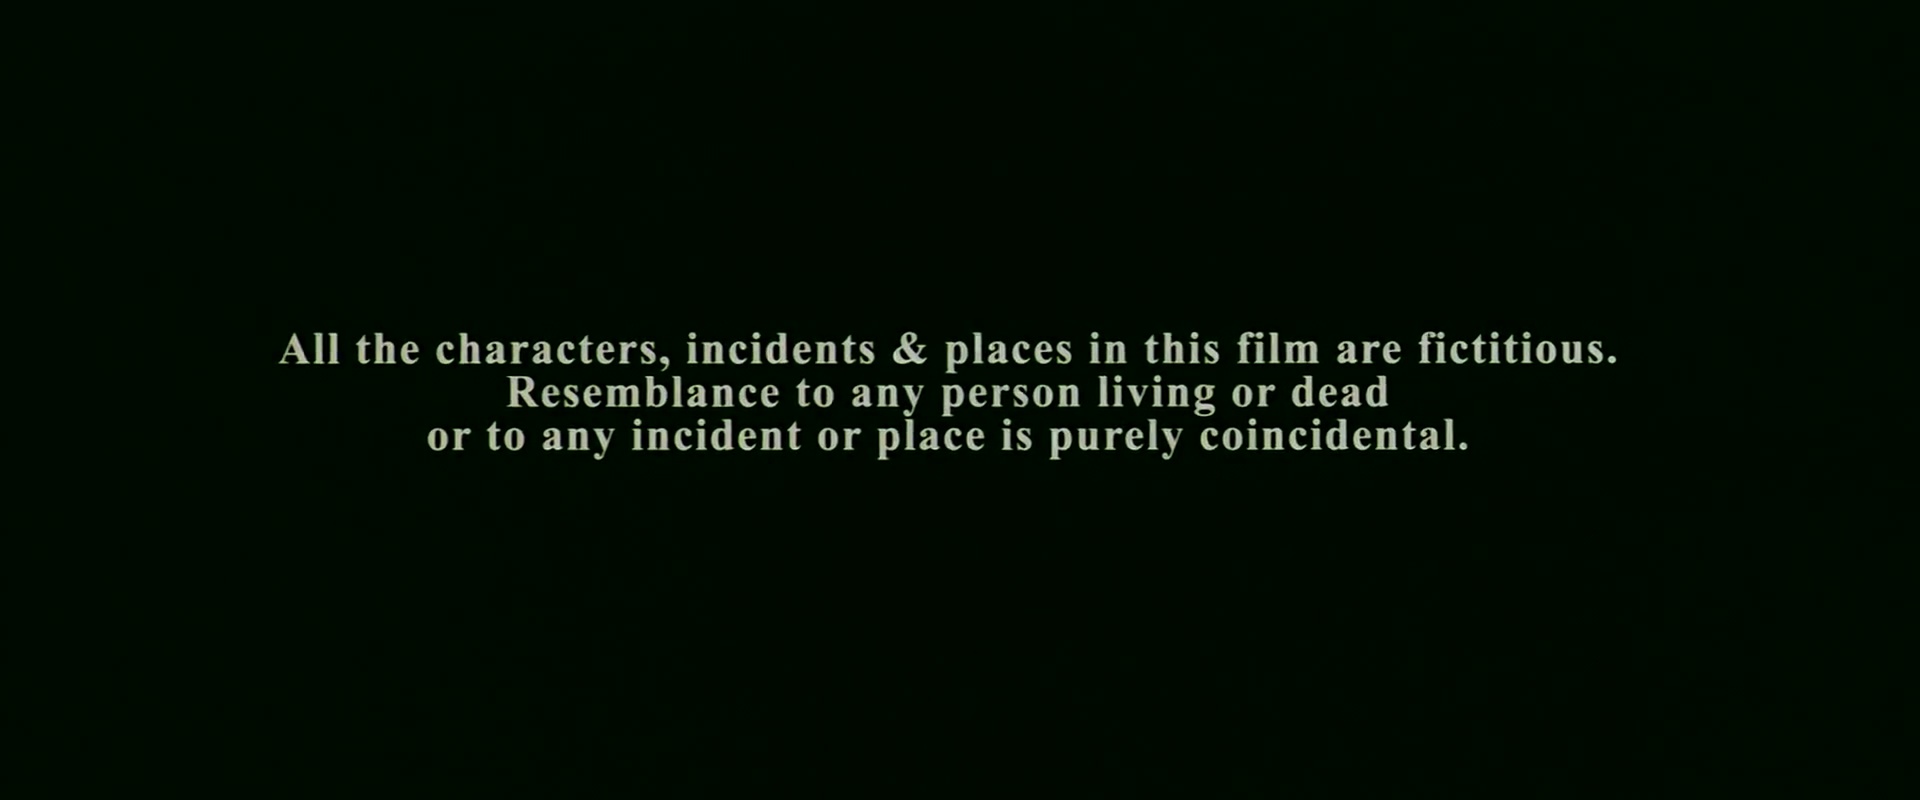 All the characters, incidents & places in this film are fictitious.
Resemblance to any person living or dead
or to any incident or place is purely coincidental.